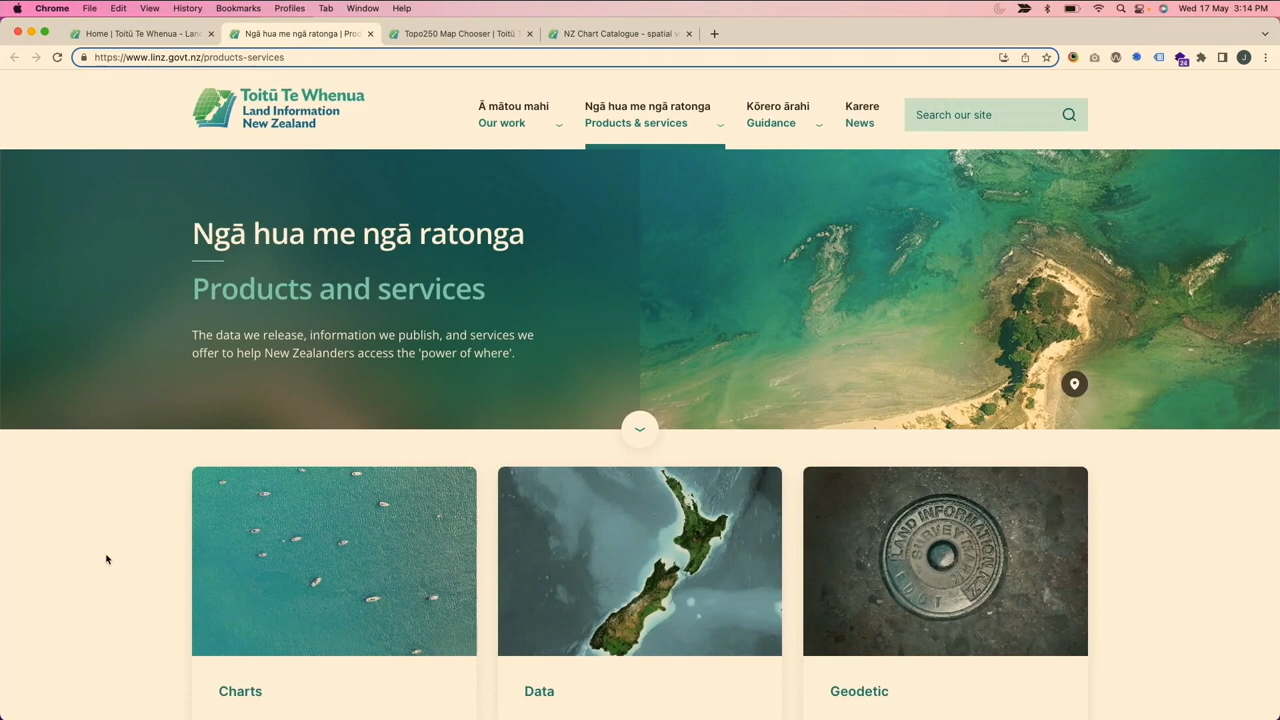 Chrome File Edit View History Bookmarks Profiles Tab Window Help
Wed 17 May 3:14 PM
Home | Toitū Te Whenua - Lan
Ngā hua me ngā ratonga | Prod
Topo250 Map Chooser | Toitū T
NZ Chart Catalogue - spatial v
https://www.linz.govt.nz/products-services
24
J
Toitū Te Whenua
Land Information
New Zealand
Ā mātou mahi
Our work
Ngā hua me ngā ratonga
Products & services
Kōrero ārahi
Guidance
Karere
News
Search our site
Ngā hua me ngā ratonga
Products and services
The data we release, information we publish, and services we
offer to help New Zealanders access the 'power of where'.
LAND INFORMATION NZ
SURVEY MARK
Charts
Data
Geodetic